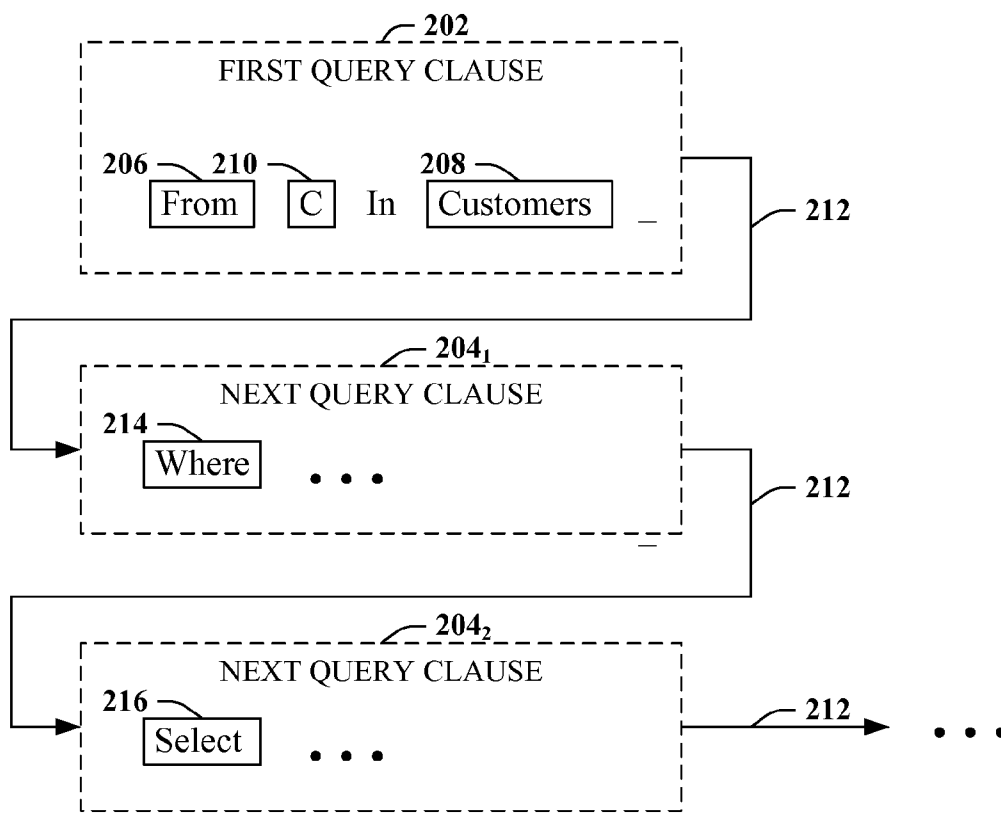 202
FIRST QUERY CLAUSE
206 210 208
From C In Customers _
212
204₁
NEXT QUERY CLAUSE
214
Where • • •
212
_
204₂
NEXT QUERY CLAUSE
216
212
Select • • •
• • •